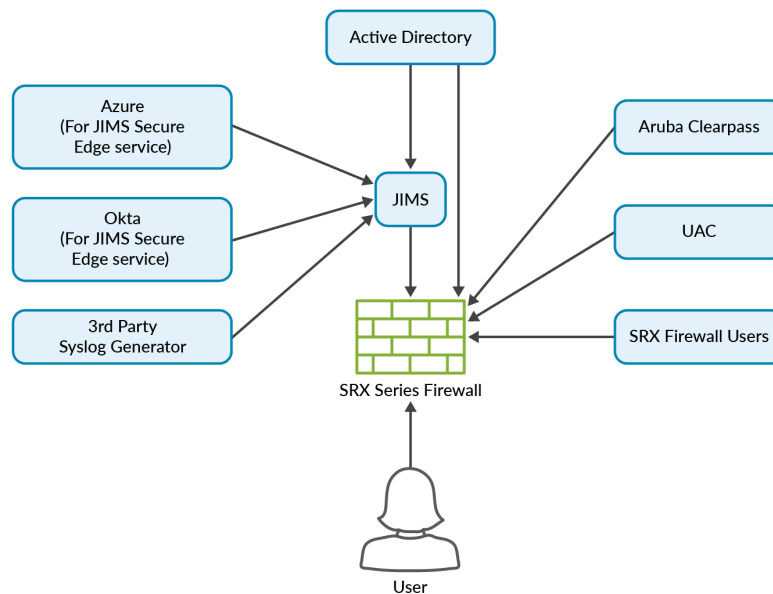 Active Directory
Azure
(For JIMS Secure
Edge service)
Aruba Clearpass
JIMS
Okta
(For JIMS Secure
Edge service)
UAC
3rd Party
Syslog Generator
SRX Firewall Users
SRX Series Firewall
User